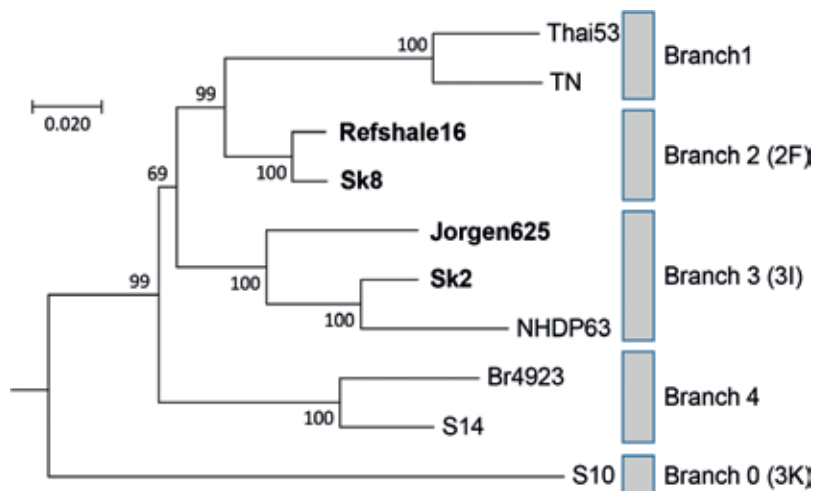 Thai53
100
Branch1
TN
99
0.020
Refshale16
Branch 2 (2F)
100
Sk8
69
Jorgen625
100
Sk2
Branch 3 (3I)
99
100
NHDP63
Br4923
Branch 4
100
S14
S10
Branch 0 (3K)